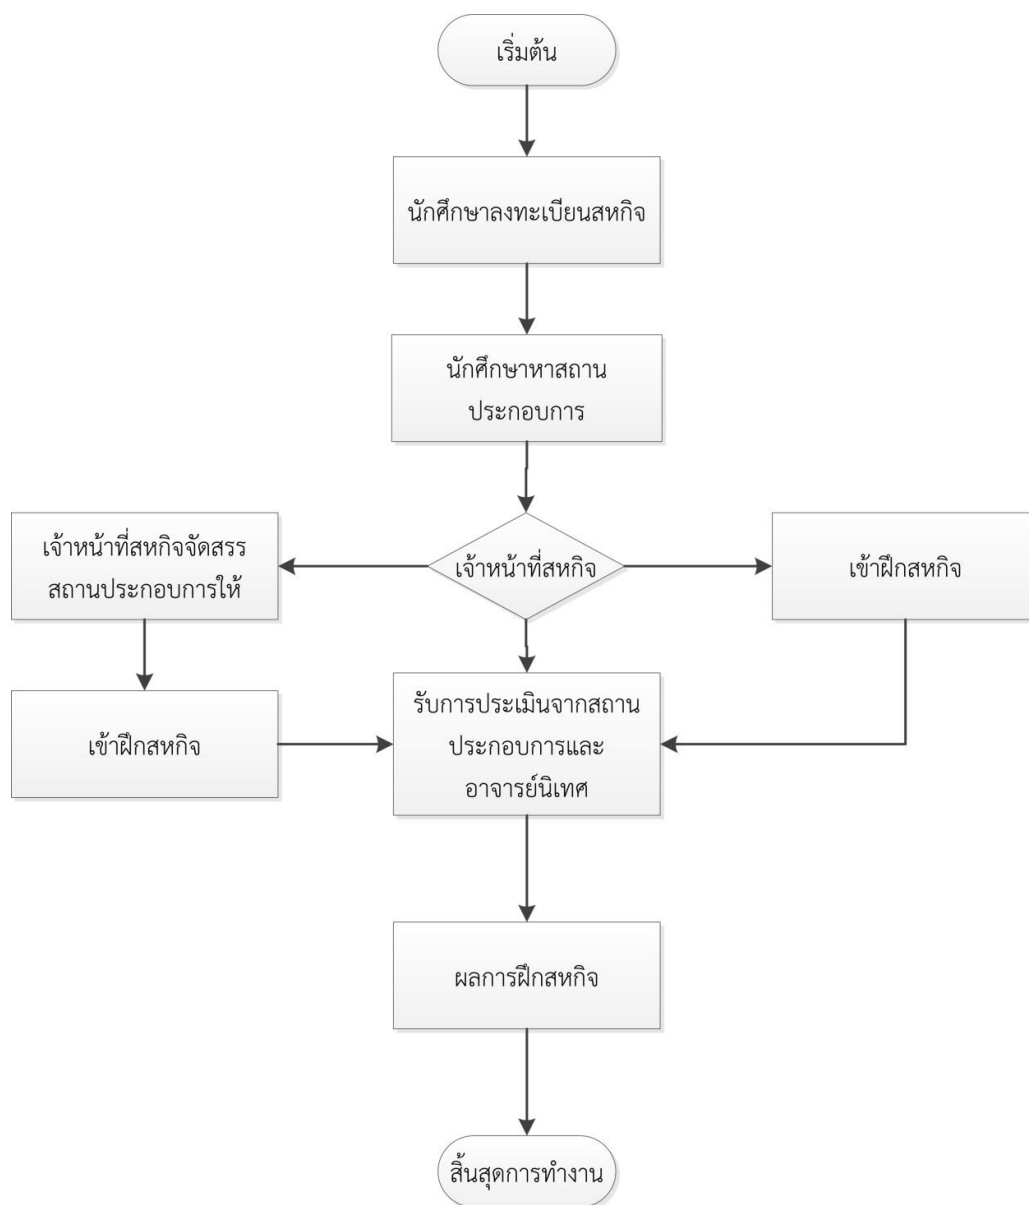 เริ่มต้น
นักศึกษาลงทะเบียนสหกิจ
นักศึกษาหาสถาน
ประกอบการ
เจ้าหน้าที่สหกิจจัดสรร
สถานประกอบการให้
เจ้าหน้าที่สหกิจ
เข้าฝึกสหกิจ
เข้าฝึกสหกิจ
รับการประเมินจากสถาน
ประกอบการและ
อาจารย์นิเทศ
ผลการฝึกสหกิจ
สิ้นสุดการทำงาน